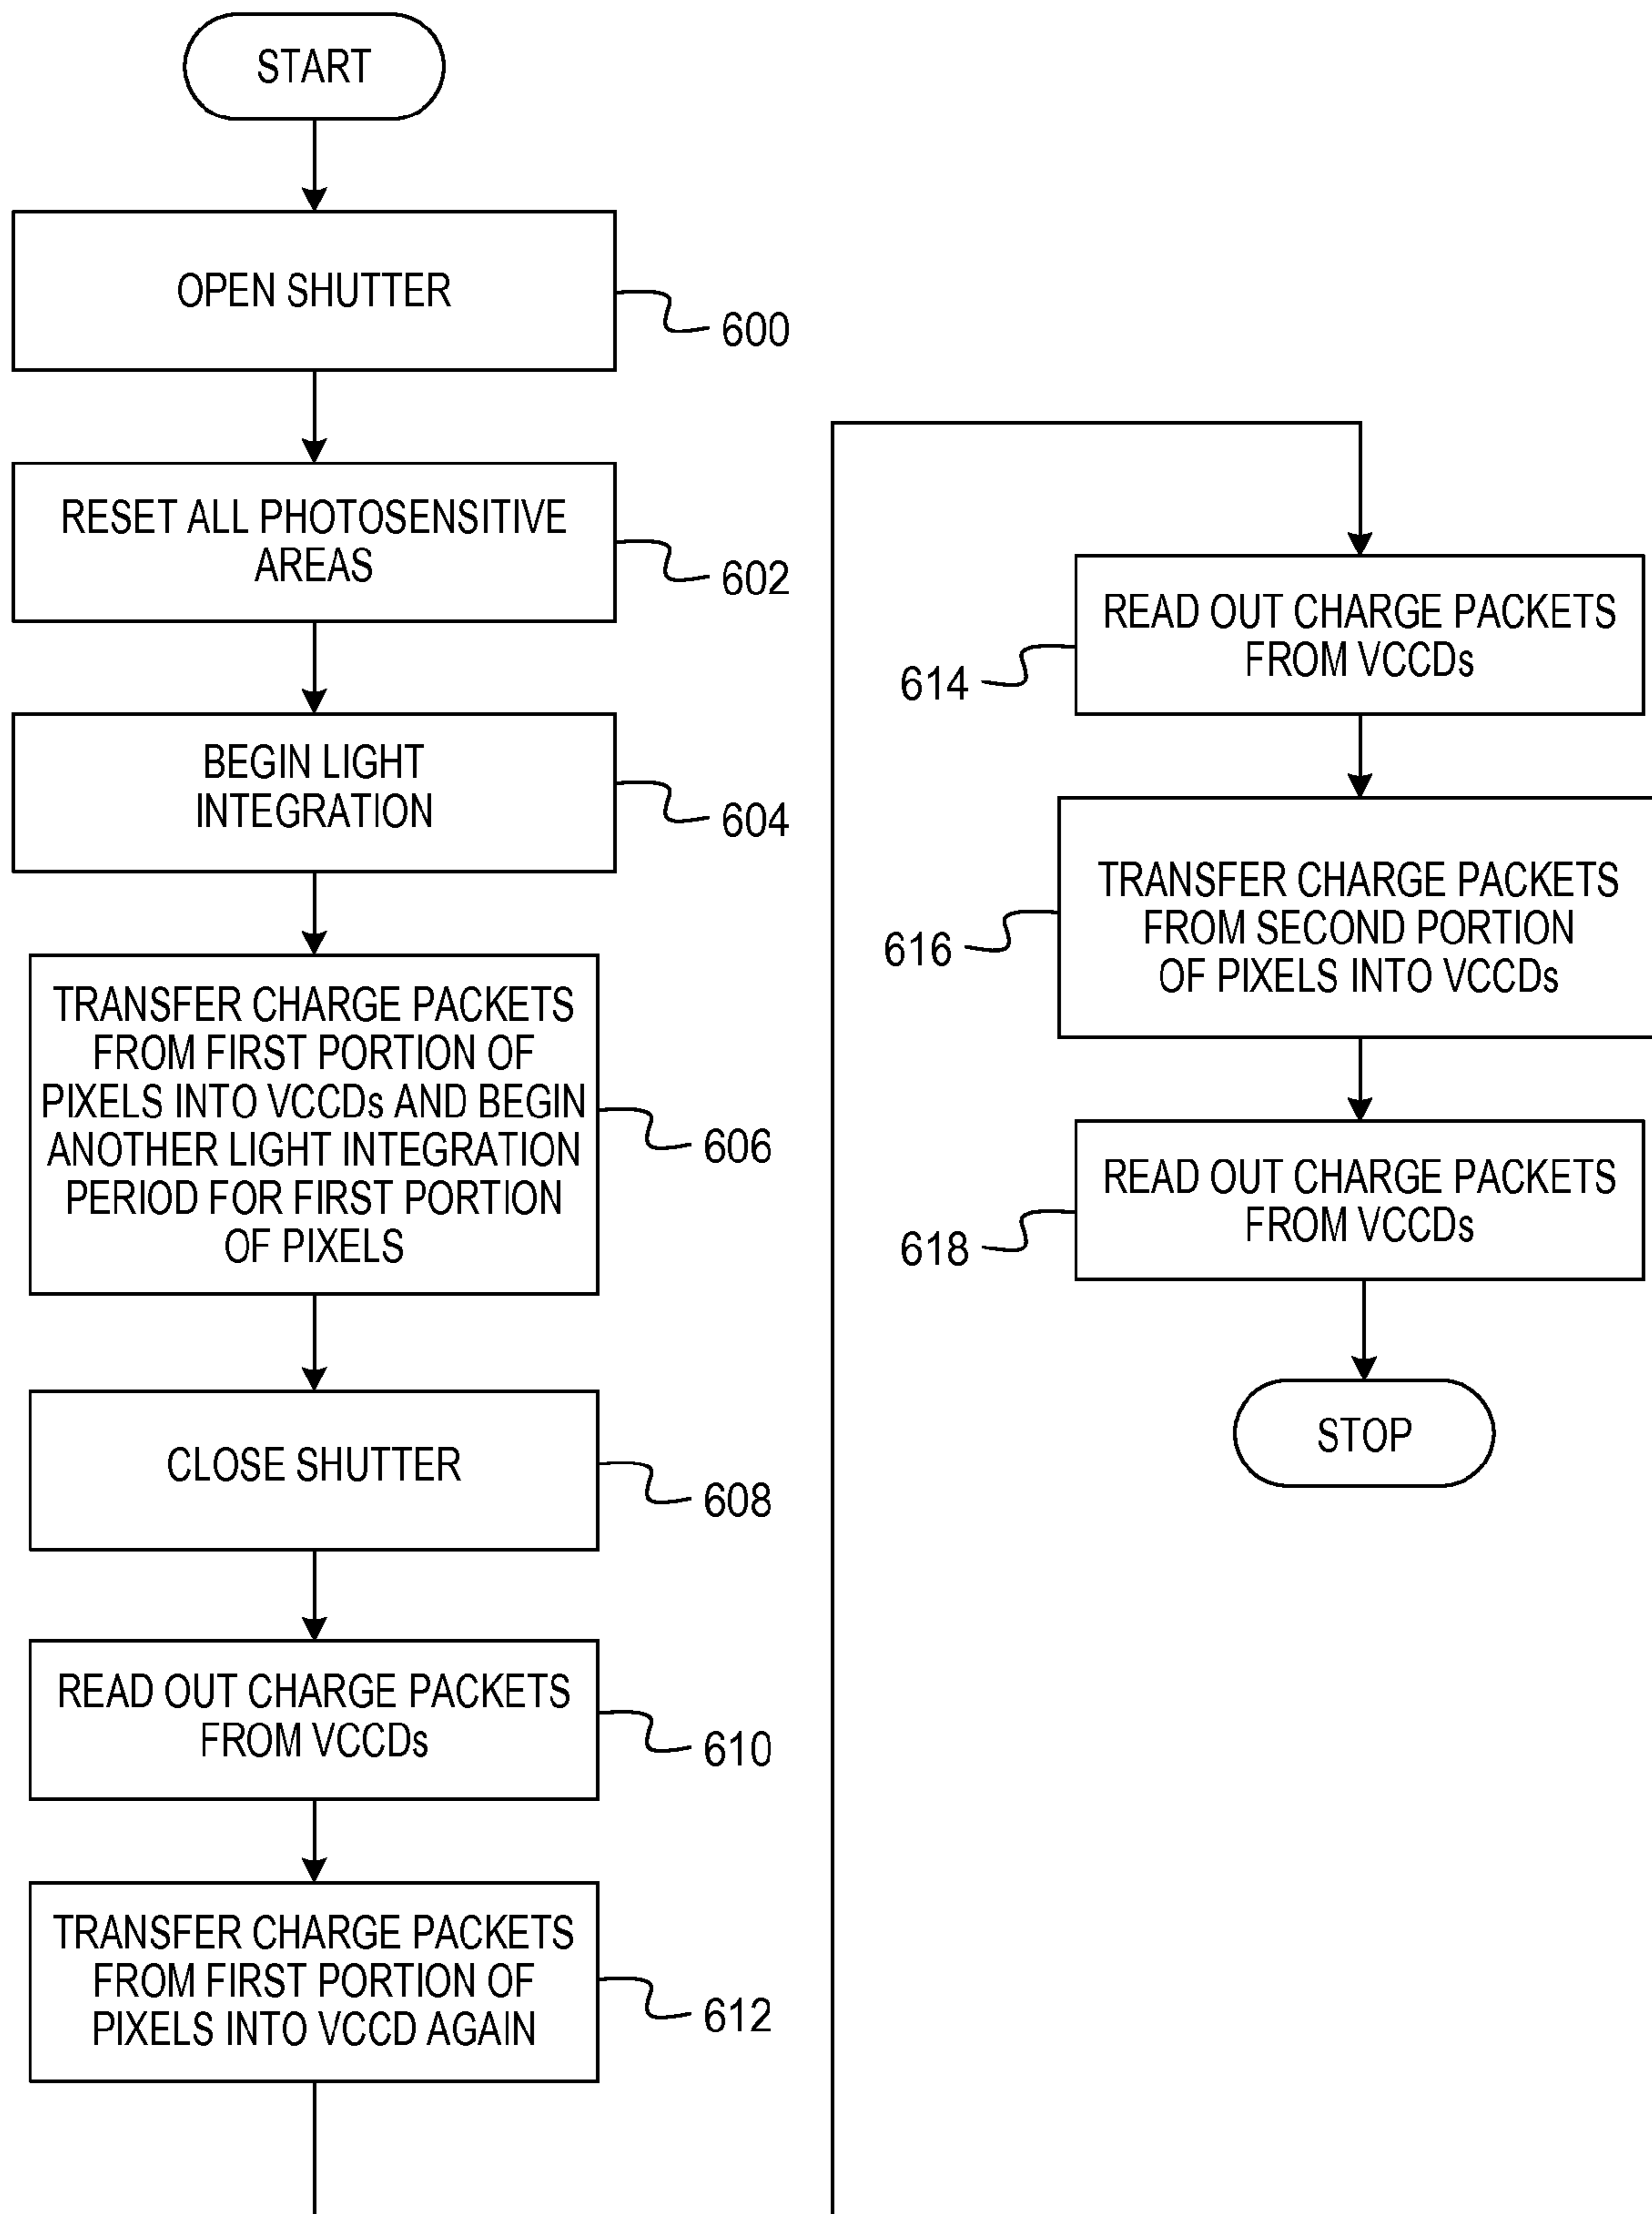 START
OPEN SHUTTER
600
RESET ALL PHOTOSENSITIVE
AREAS
602
BEGIN LIGHT
INTEGRATION
604
TRANSFER CHARGE PACKETS
FROM FIRST PORTION OF
PIXELS INTO VCCDs AND BEGIN
ANOTHER LIGHT INTEGRATION
PERIOD FOR FIRST PORTION
OF PIXELS
606
CLOSE SHUTTER
608
READ OUT CHARGE PACKETS
FROM VCCDs
610
TRANSFER CHARGE PACKETS
FROM FIRST PORTION OF
PIXELS INTO VCCD AGAIN
612
READ OUT CHARGE PACKETS
FROM VCCDs
614
TRANSFER CHARGE PACKETS
FROM SECOND PORTION
OF PIXELS INTO VCCDs
616
READ OUT CHARGE PACKETS
FROM VCCDs
618
STOP